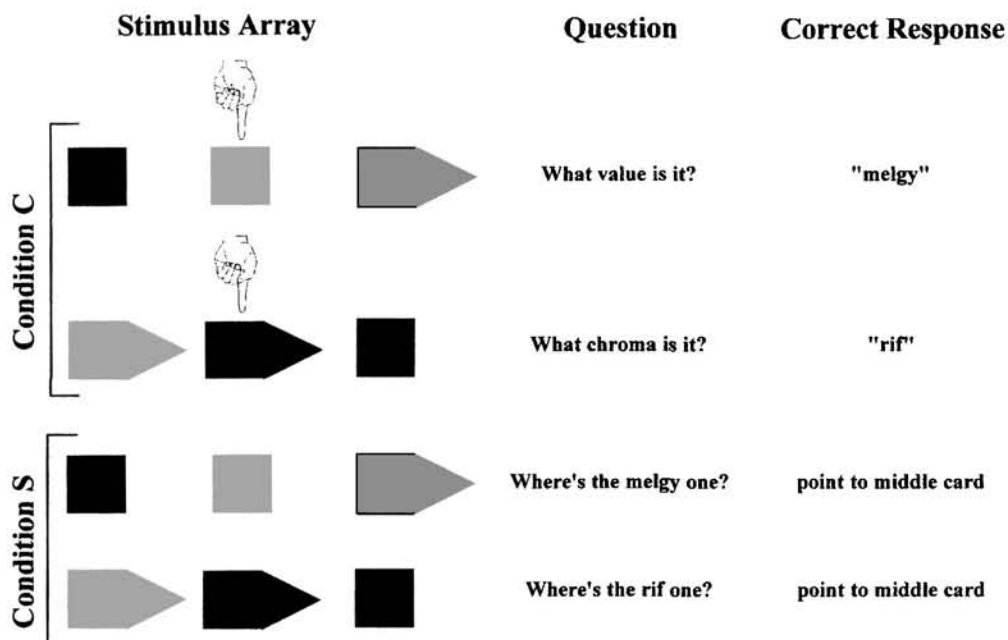 Stimulus Array Question Correct Response
Condition C
What value is it? "melgy"
What chroma is it? "rif"
Condition S
Where's the melgy one? point to middle card
Where's the rif one? point to middle card